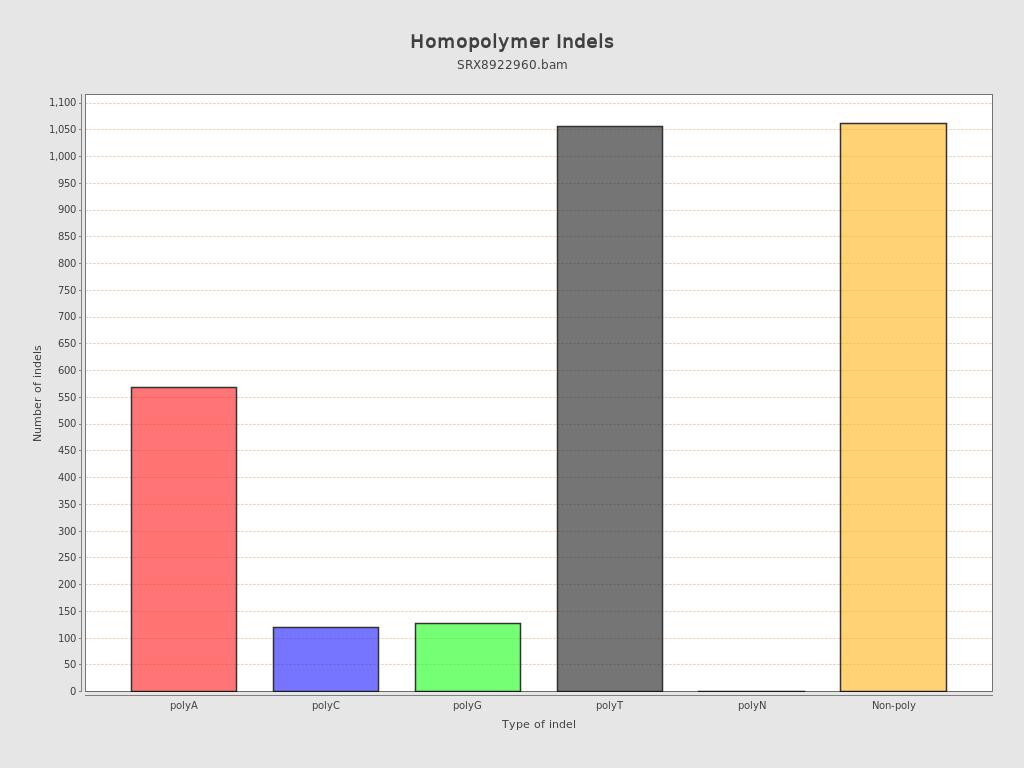 Homopolymer Indels
SRX8922960.bam
1,100
1,050
1,000
950
900
850
800
750
700
650
600
550
500
450
400
350
300
250
200
150
100
50
0
Number of indels
polyA
polyC
polyG
polyT
polyN
Non-poly
Type of indel